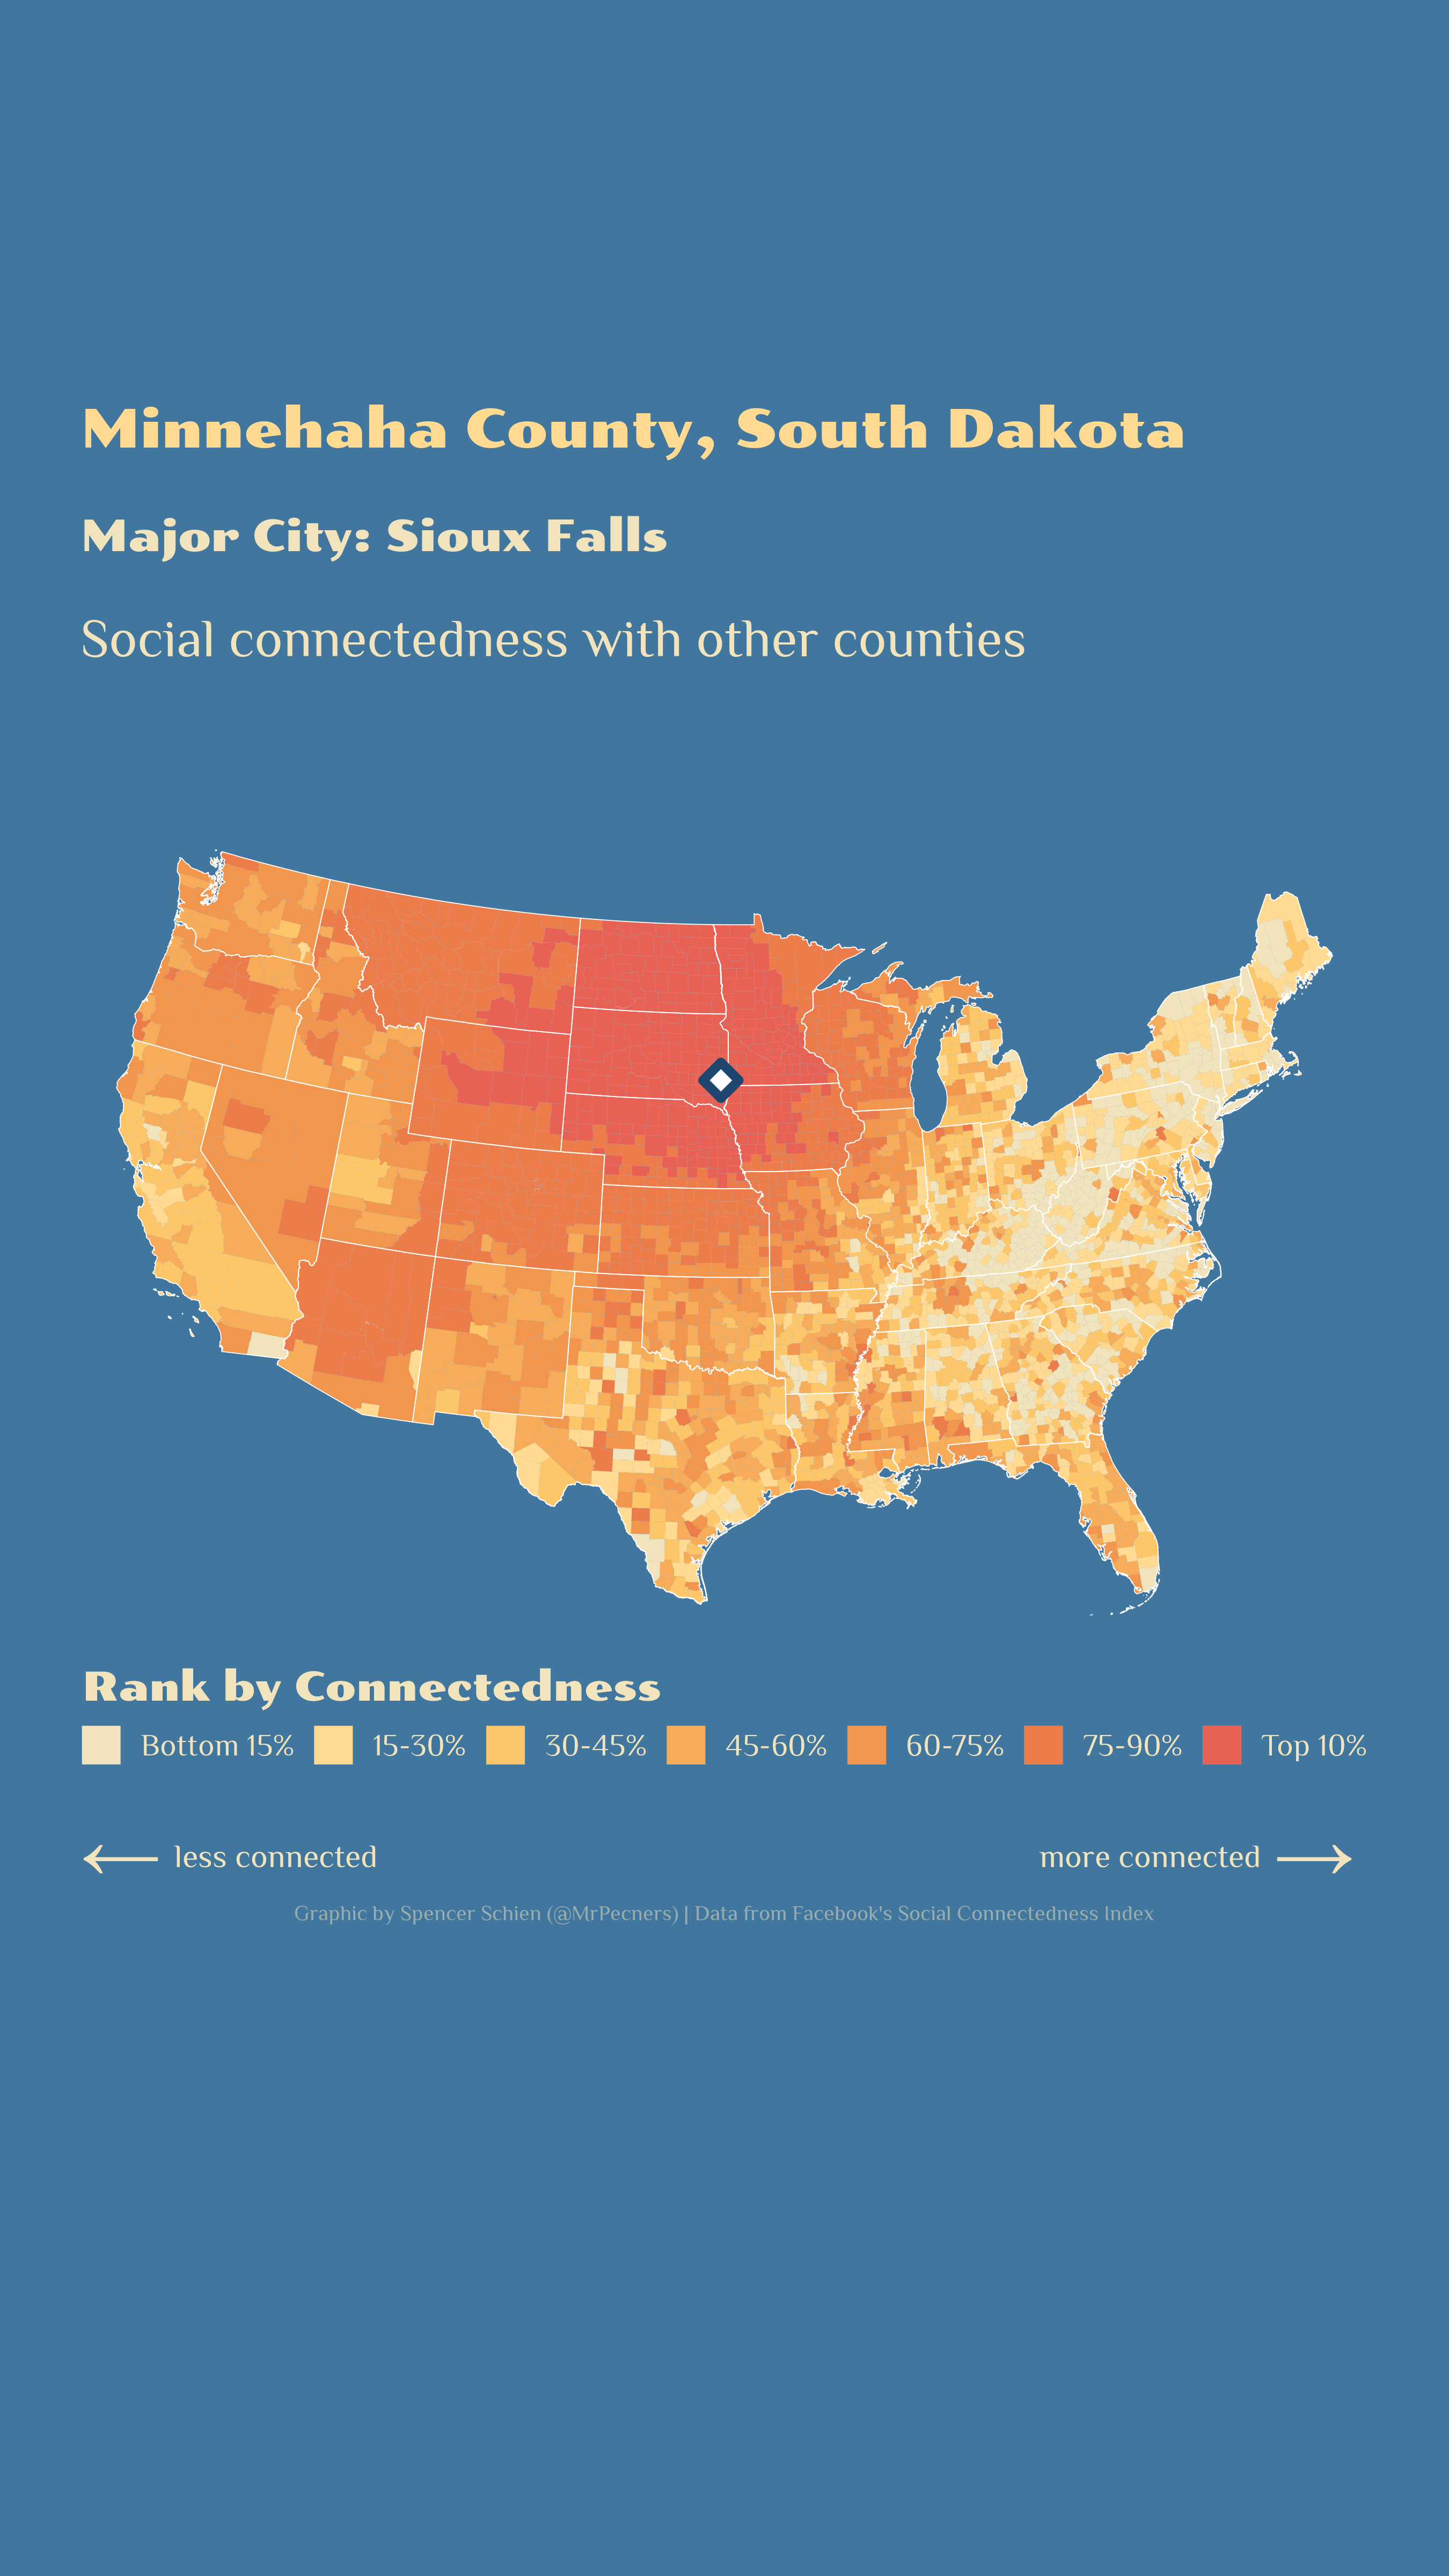 Minnehaha County, South Dakota
Major City: Sioux Falls
Social connectedness with other counties
Rank by Connectedness
Bottom 15% 15-30% 30-45% 45-60% 60-75% 75-90% Top 10%
less connected more connected
Graphic by Spencer Schien (@MrPecners) | Data from Facebook's Social Connectedness Index